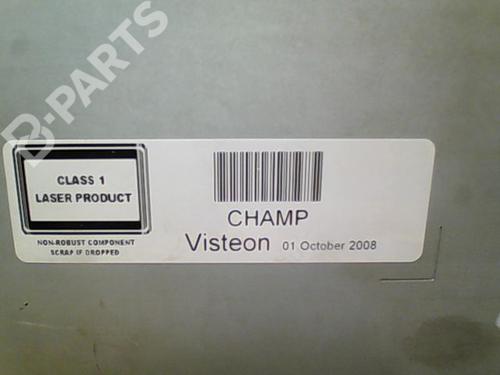 B-PARTS
CLASS 1
LASER PRODUCT
NON-ROBUST COMPONENT
SCRAP IF DROPPED
CHAMP
Visteon 01 October 2008